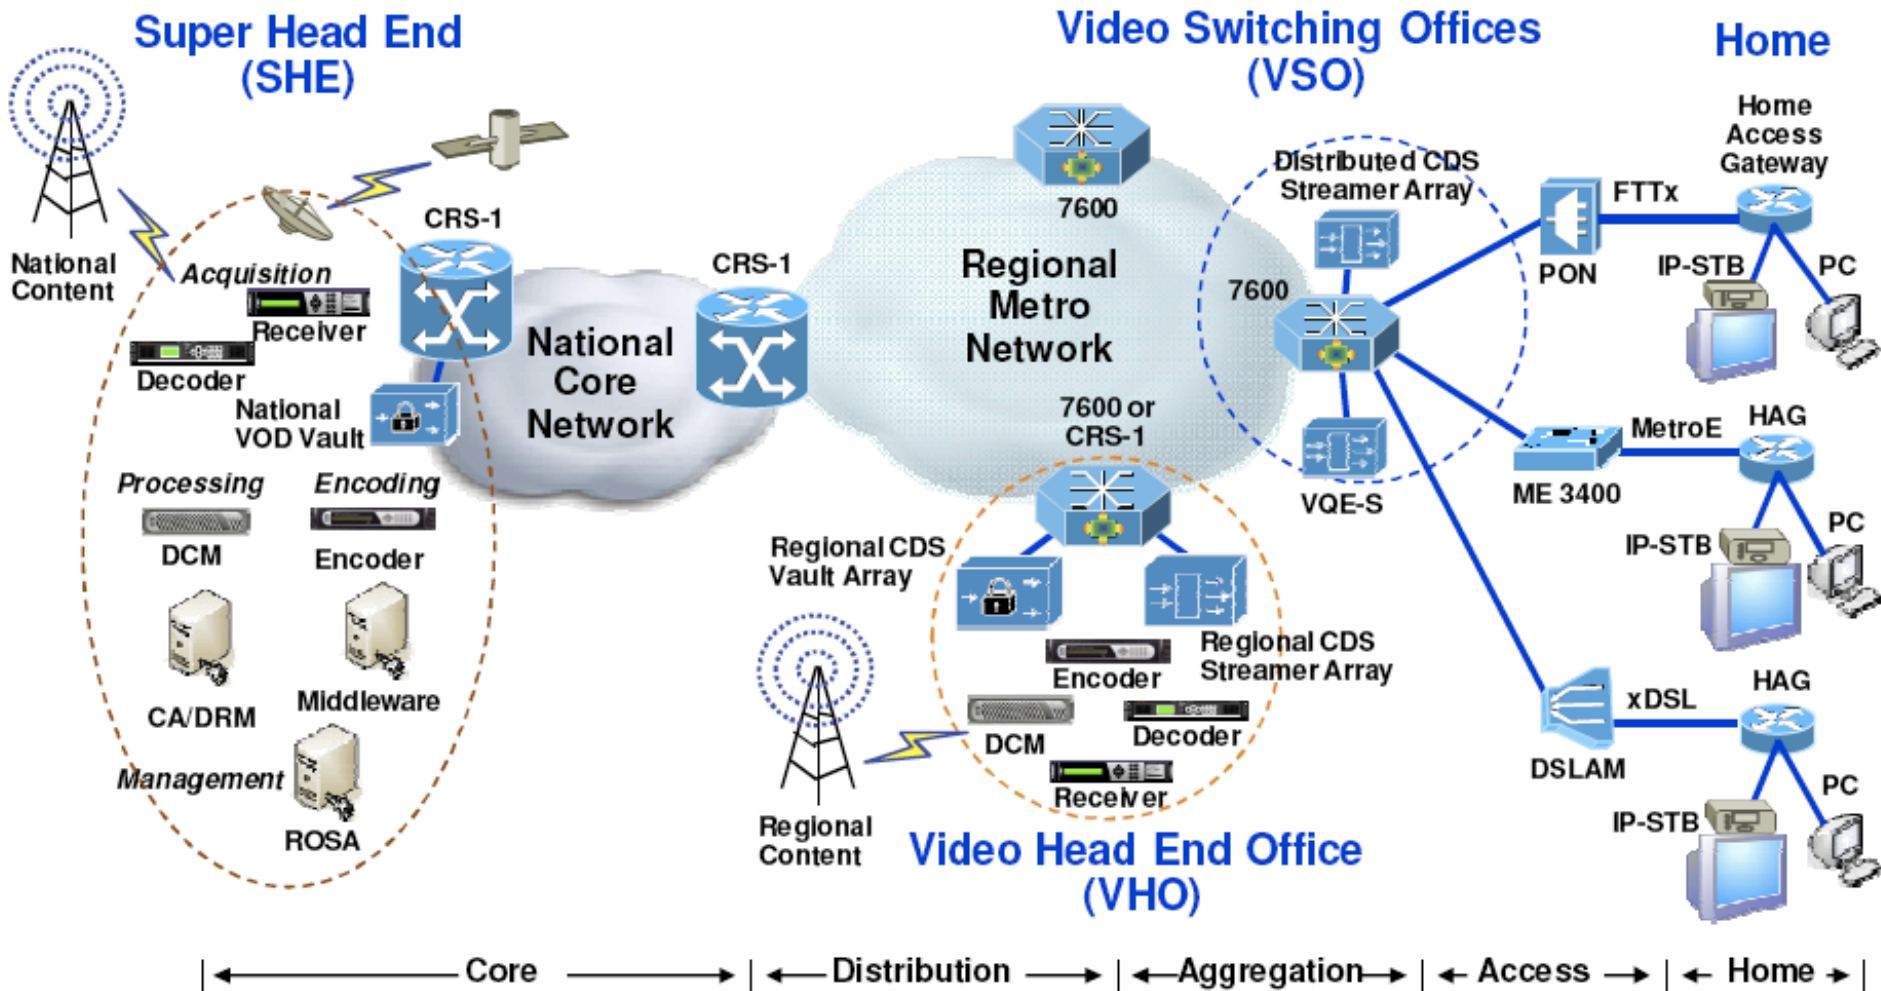 Super Head End
(SHE)
Video Switching Offices
(VSO)
Home
National
Content
Acquisition
Receiver
Decoder
CRS-1
National
VOD Vault
Processing
Encoding
DCM
Encoder
CA/DRM
Middleware
Management
ROSA
National
Core
Network
CRS-1
7600
Regional
Metro
Network
7600 or
CRS-1
Regional CDS
Vault Array
Regional CDS
Streamer Array
Encoder
DCM
Decoder
Receiver
Regional
Content
Video Head End Office
(VHO)
Distributed CDS
Streamer Array
7600
VQE-S
PON
FTTx
Home
Access
Gateway
IP-STB
PC
ME 3400
MetroE
HAG
IP-STB
PC
DSLAM
xDSL
HAG
IP-STB
PC
Core
Distribution
Aggregation
Access
Home